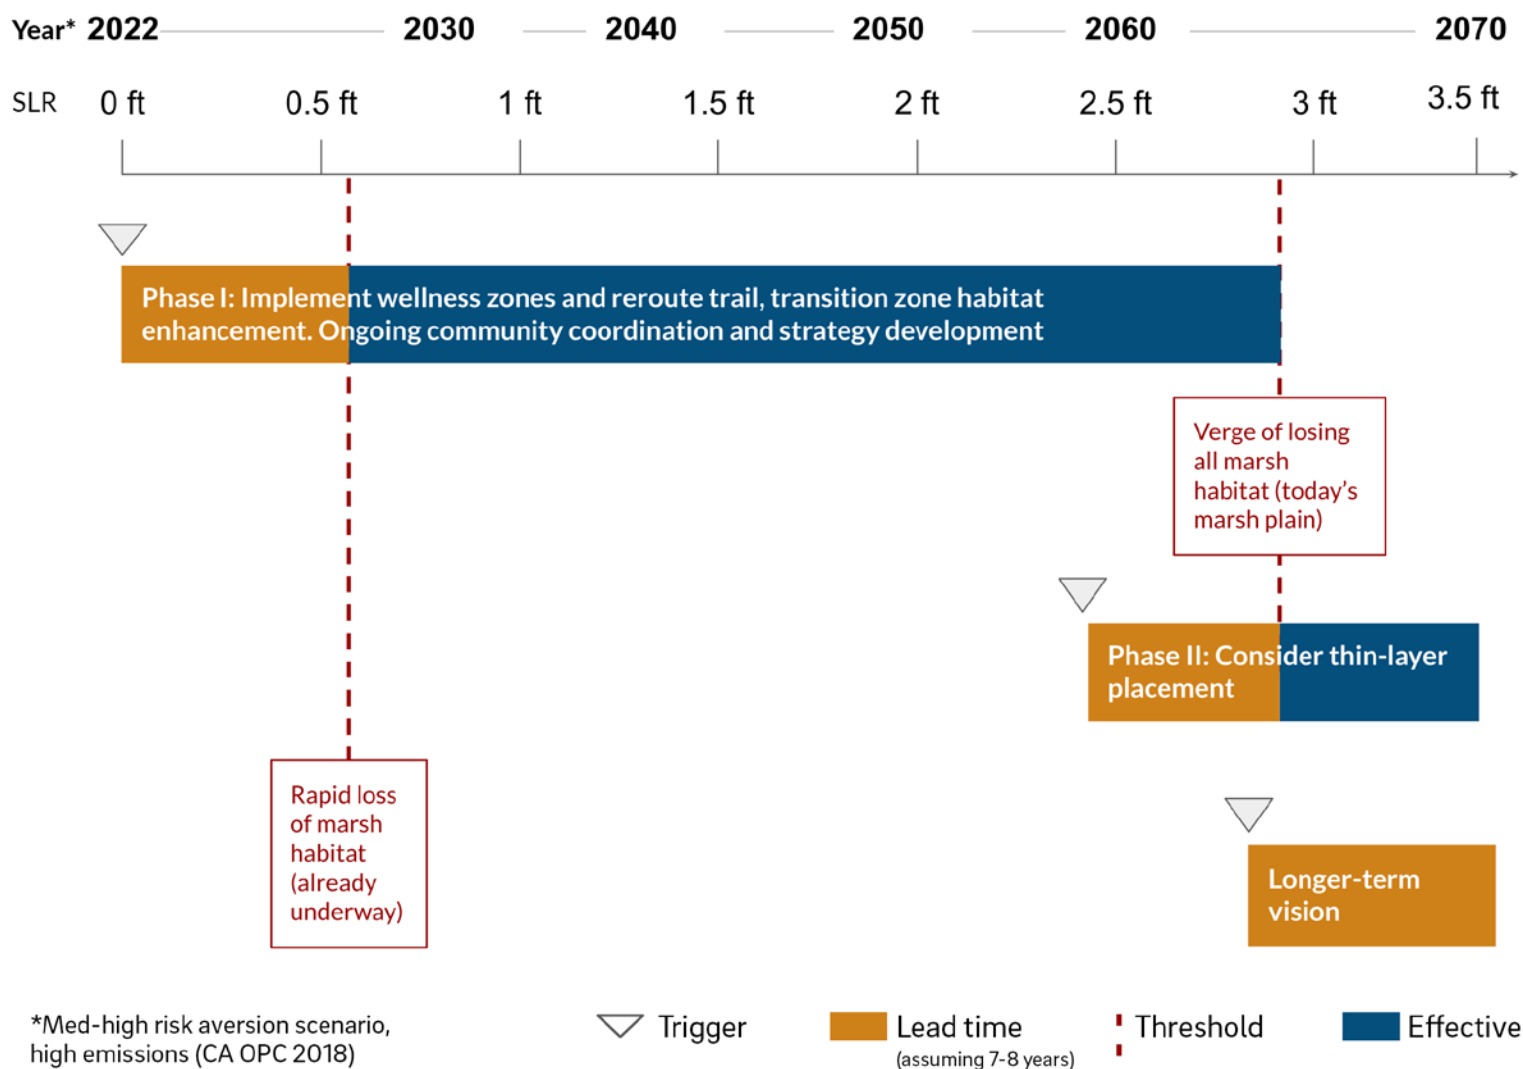 Year* 2022 2030 2040 2050 2060 2070
SLR 0 ft 0.5 ft 1 ft 1.5 ft 2 ft 2.5 ft 3 ft 3.5 ft
Phase I: Implement wellness zones and reroute trail, transition zone habitat
enhancement. Ongoing community coordination and strategy development
Verge of losing
all marsh
habitat (today's
marsh plain)
Phase II: Consider thin-layer
placement
Rapid loss
of marsh
habitat
(already
underway)
Longer-term
vision
*Med-high risk aversion scenario,
high emissions (CA OPC 2018)
Trigger
Lead time
(assuming 7-8 years)
Threshold
Effective